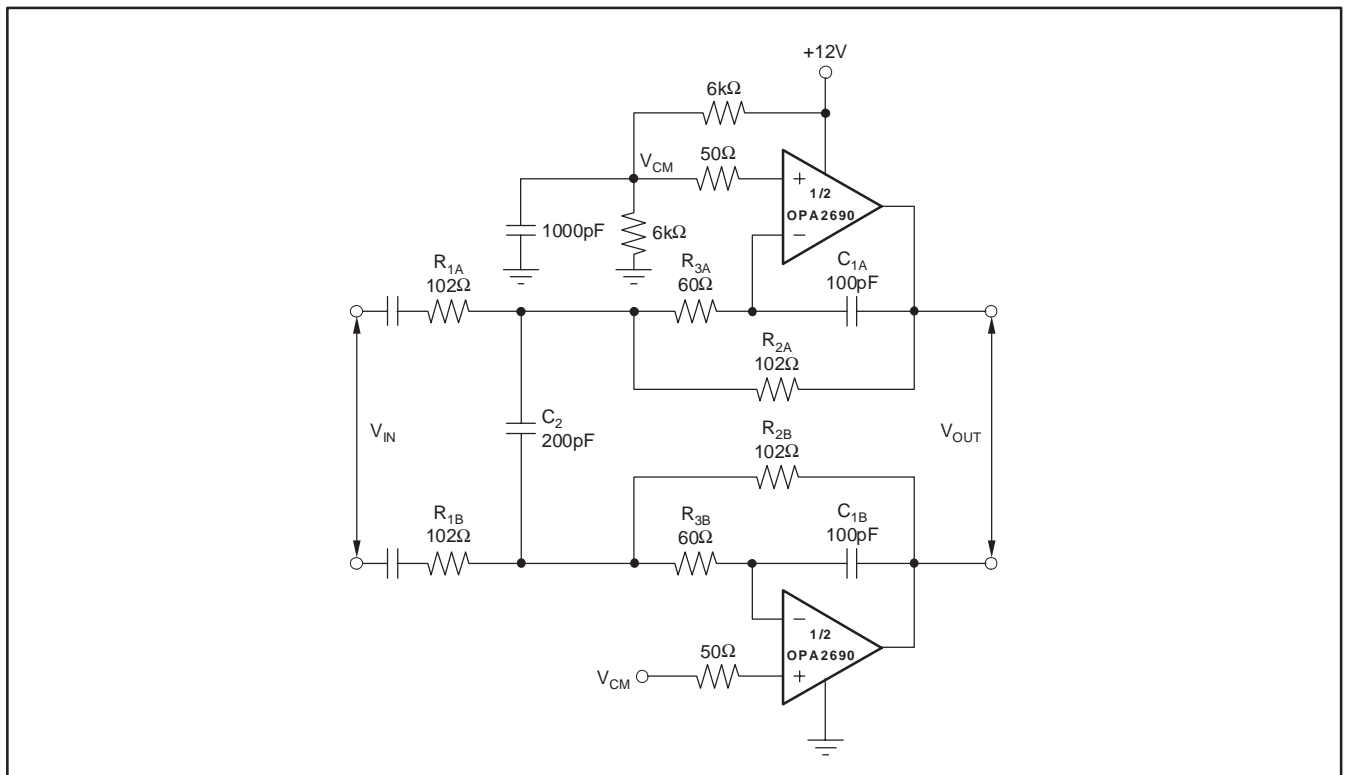 +12V
6kΩ
50Ω
V_CM
+
1/2
OPA2690
−
1000pF
6kΩ
R_1A
102Ω
R_3A
60Ω
C_1A
100pF
R_2A
102Ω
V_IN
C_2
200pF
V_OUT
R_2B
102Ω
R_1B
102Ω
R_3B
60Ω
C_1B
100pF
−
1/2
OPA2690
+
50Ω
V_CM